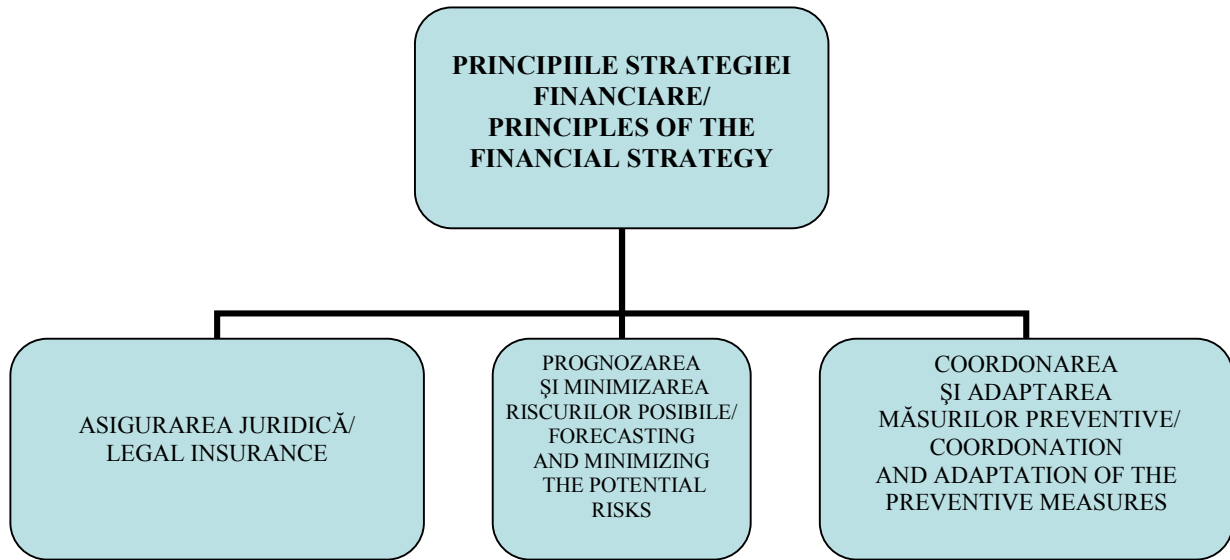 PRINCIPIILE STRATEGIEI
FINANCIARE/
PRINCIPLES OF THE
FINANCIAL STRATEGY
ASIGURAREA JURIDICĂ/
LEGAL INSURANCE
PROGNOZAREA
ŞI MINIMIZAREA
RISCURILOR POSIBILE/
FORECASTING
AND MINIMIZING
THE POTENTIAL
RISKS
COORDONAREA
ŞI ADAPTAREA
MĂSURILOR PREVENTIVE/
COORDONATION
AND ADAPTATION OF THE
PREVENTIVE MEASURES